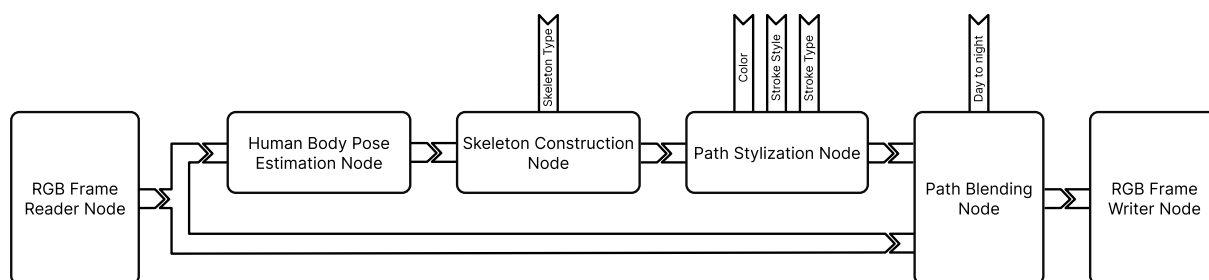 Skeleton Type
Color
Stroke Style
Stroke Type
Day to night
RGB Frame
Reader Node
Human Body Pose
Estimation Node
Skeleton Construction
Node
Path Stylization Node
Path Blending
Node
RGB Frame
Writer Node